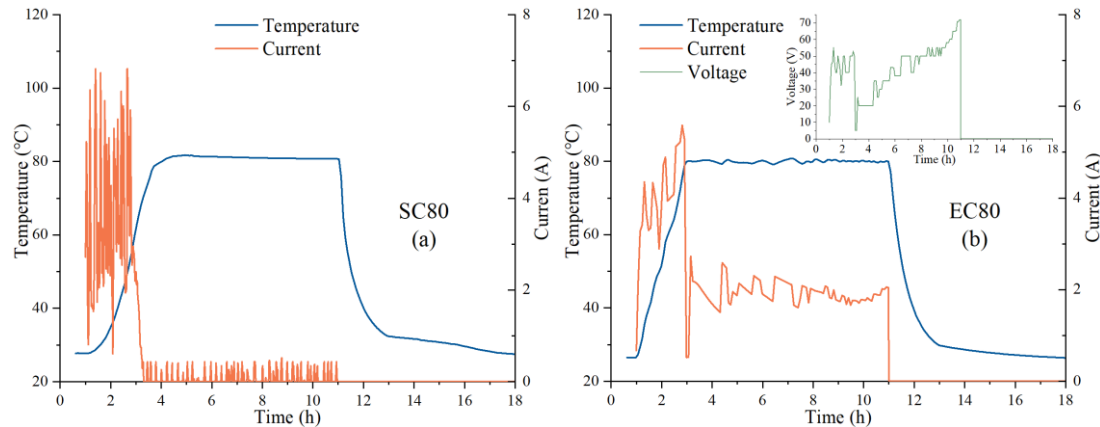 120
100
80
60
40
20
Temperature (℃)
Temperature
Current
SC80
(a)
8
6
4
2
0
Curren (A)
0 2 4 6 8 10 12 14 16 18
Time (h)
120
100
80
60
40
20
Temperature (℃)
Temperature
Current
Voltage
70
60
50
40
30
20
10
0
Voltage (V)
0 2 4 6 8 10 12 14 16 18
Time (h)
EC80
(b)
8
6
4
2
0
Curren (A)
0 2 4 6 8 10 12 14 16 18
Time (h)